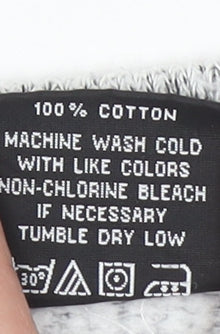 100% COTTON
MACHINE WASH COLD
WITH LIKE COLORS
NON-CHLORINE BLEACH
IF NECESSARY
TUMBLE DRY LOW
30°